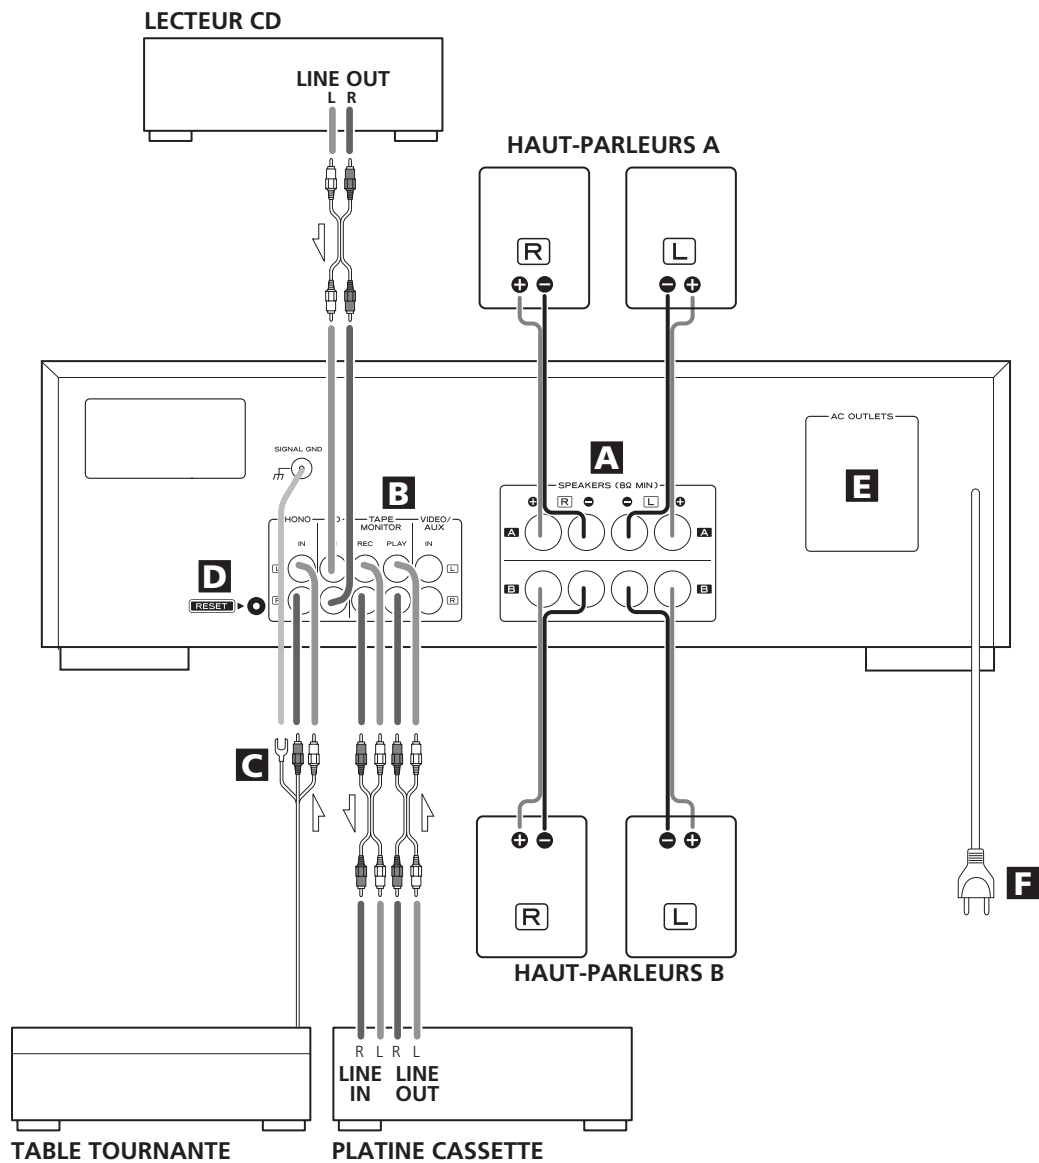 LECTEUR CD
LINE OUT
L R
HAUT-PARLEURS A
R
L
+ −
− +
SIGNAL GND
AC OUTLETS
A
E
B
SPEAKERS (8Ω MIN)
+ R − − L +
TAPE MONITOR
VIDEO/AUX
IN
REC
PLAY
IN
A
A
L
D
RESET
R
B
B
C
F
+ −
− +
R
L
HAUT-PARLEURS B
R L R L
LINE IN
LINE OUT
TABLE TOURNANTE
PLATINE CASSETTE